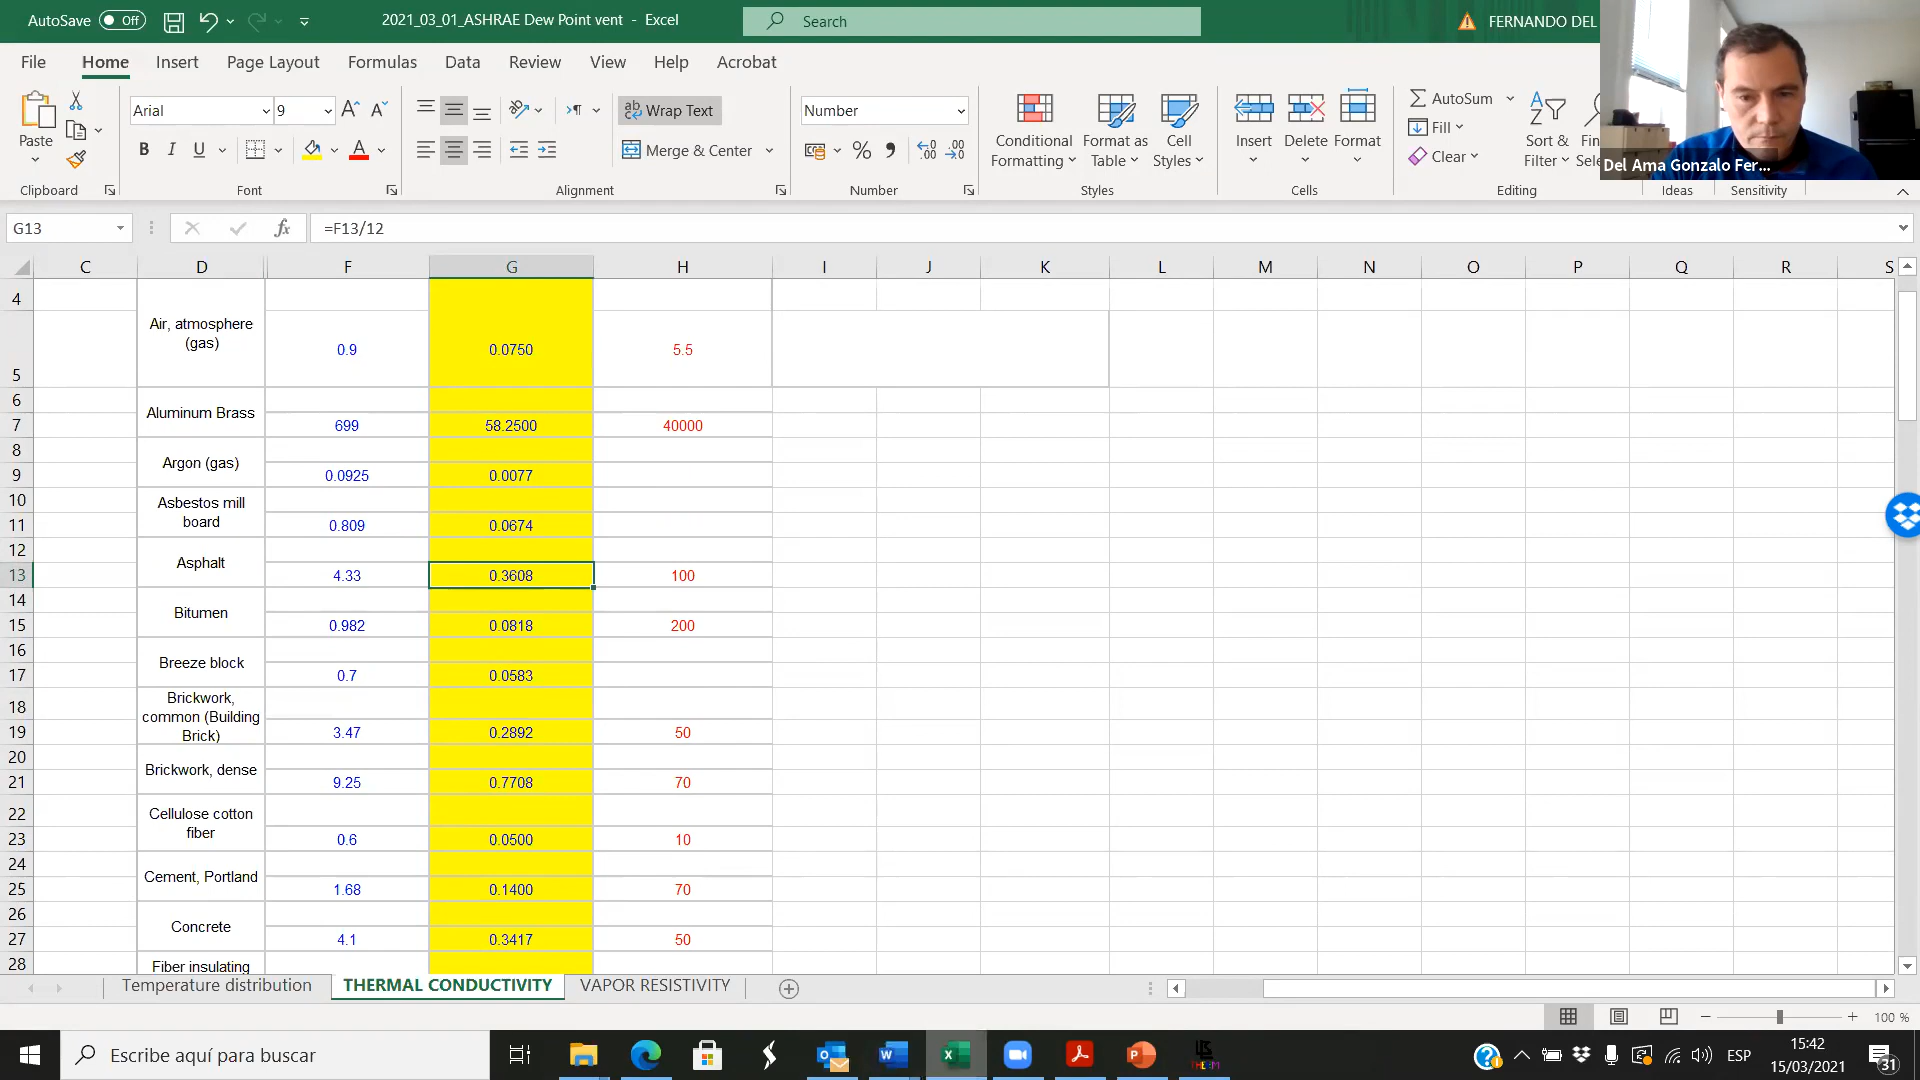 AutoSave Off 2021_03_01_ASHRAE Dew Point vent - Excel Search FERNANDO DEL
File Home Insert Page Layout Formulas Data Review View Help Acrobat
Arial 9 Wrap Text Number AutoSum
Paste Conditional Format as Cell Insert Delete Format Fill Sort &
B I U Merge & Center % Formatting Table Styles Clear Filter
Del Ama Gonzalo Fer...
Clipboard Font Alignment Number Styles Cells Editing Ideas Sensitivity
G13 fx =F13/12
C D F G H I J K L M N O P Q R S
4
5 Air, atmosphere (gas) 0.9 0.0750 5.5
6
7 Aluminum Brass 699 58.2500 40000
8
9 Argon (gas) 0.0925 0.0077
10
11 Asbestos mill board 0.809 0.0674
12
13 Asphalt 4.33 0.3608 100
14
15 Bitumen 0.982 0.0818 200
16
17 Breeze block 0.7 0.0583
18
19 Brickwork, common (Building Brick) 3.47 0.2892 50
20
21 Brickwork, dense 9.25 0.7708 70
22
23 Cellulose cotton fiber 0.6 0.0500 10
24
25 Cement, Portland 1.68 0.1400 70
26
27 Concrete 4.1 0.3417 50
28 Fiber insulating
Temperature distribution THERMAL CONDUCTIVITY VAPOR RESISTIVITY
100 %
Escribe aquí para buscar ESP 15:42
15/03/2021 31